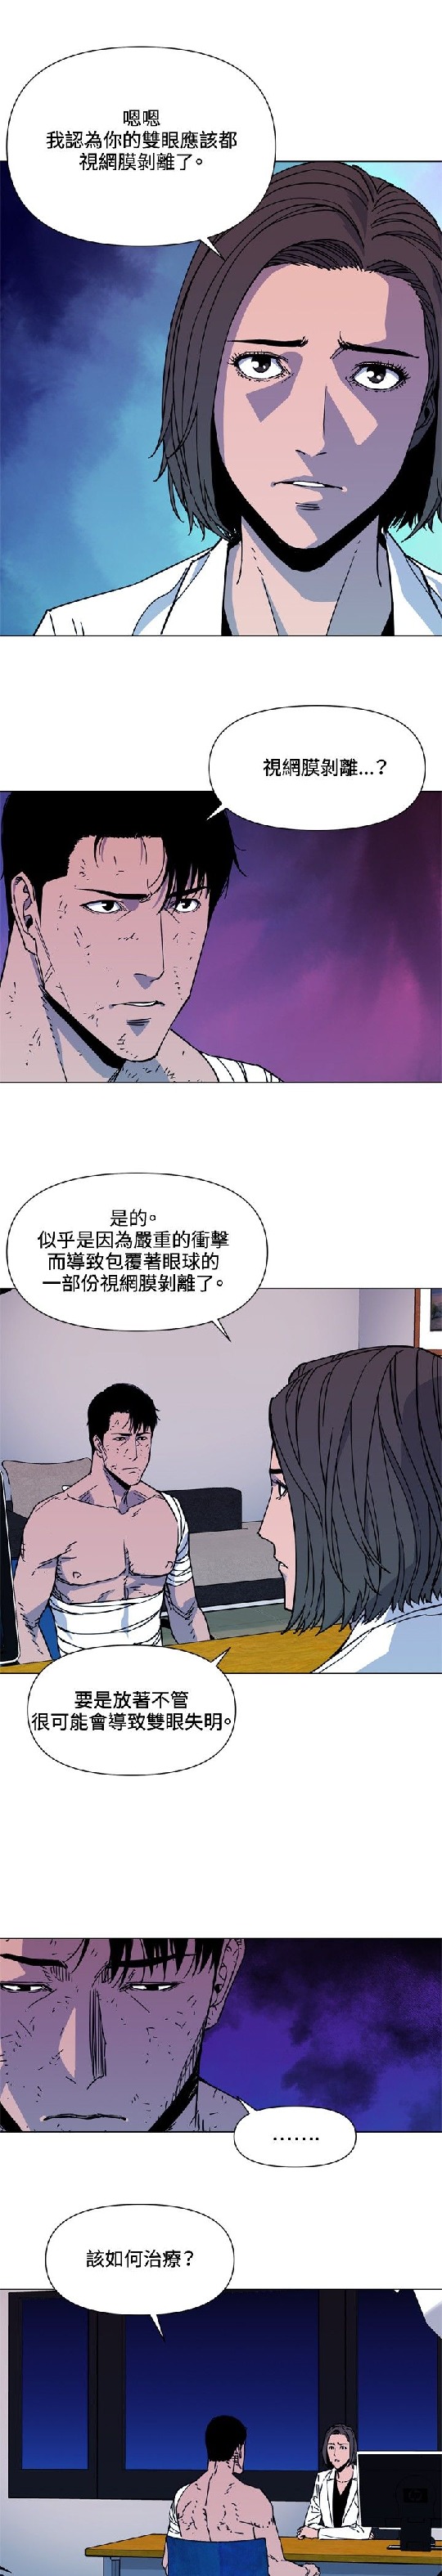 嗯嗯
我認為你的雙眼應該都
視網膜剝離了。
視網膜剝離...？
是的。
似乎是因為嚴重的衝擊
而導致包覆著眼球的
一部份視網膜剝離了。
要是放著不管
很可能會導致雙眼失明。
.......
該如何治療？